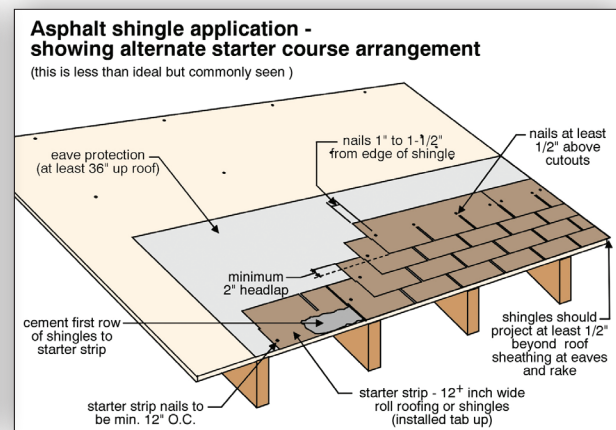 Asphalt shingle application -
showing alternate starter course arrangement
(this is less than ideal but commonly seen )
eave protection
(at least 36" up roof)
nails 1" to 1-1/2"
from edge of shingle
nails at least
1/2" above
cutouts
minimum
2" headlap
cement first row
of shingles to
starter strip
shingles should
project at least 1/2"
beyond roof
sheathing at eaves
and rake
starter strip nails to
be min. 12" O.C.
starter strip - 12+ inch wide
roll roofing or shingles
(installed tab up)